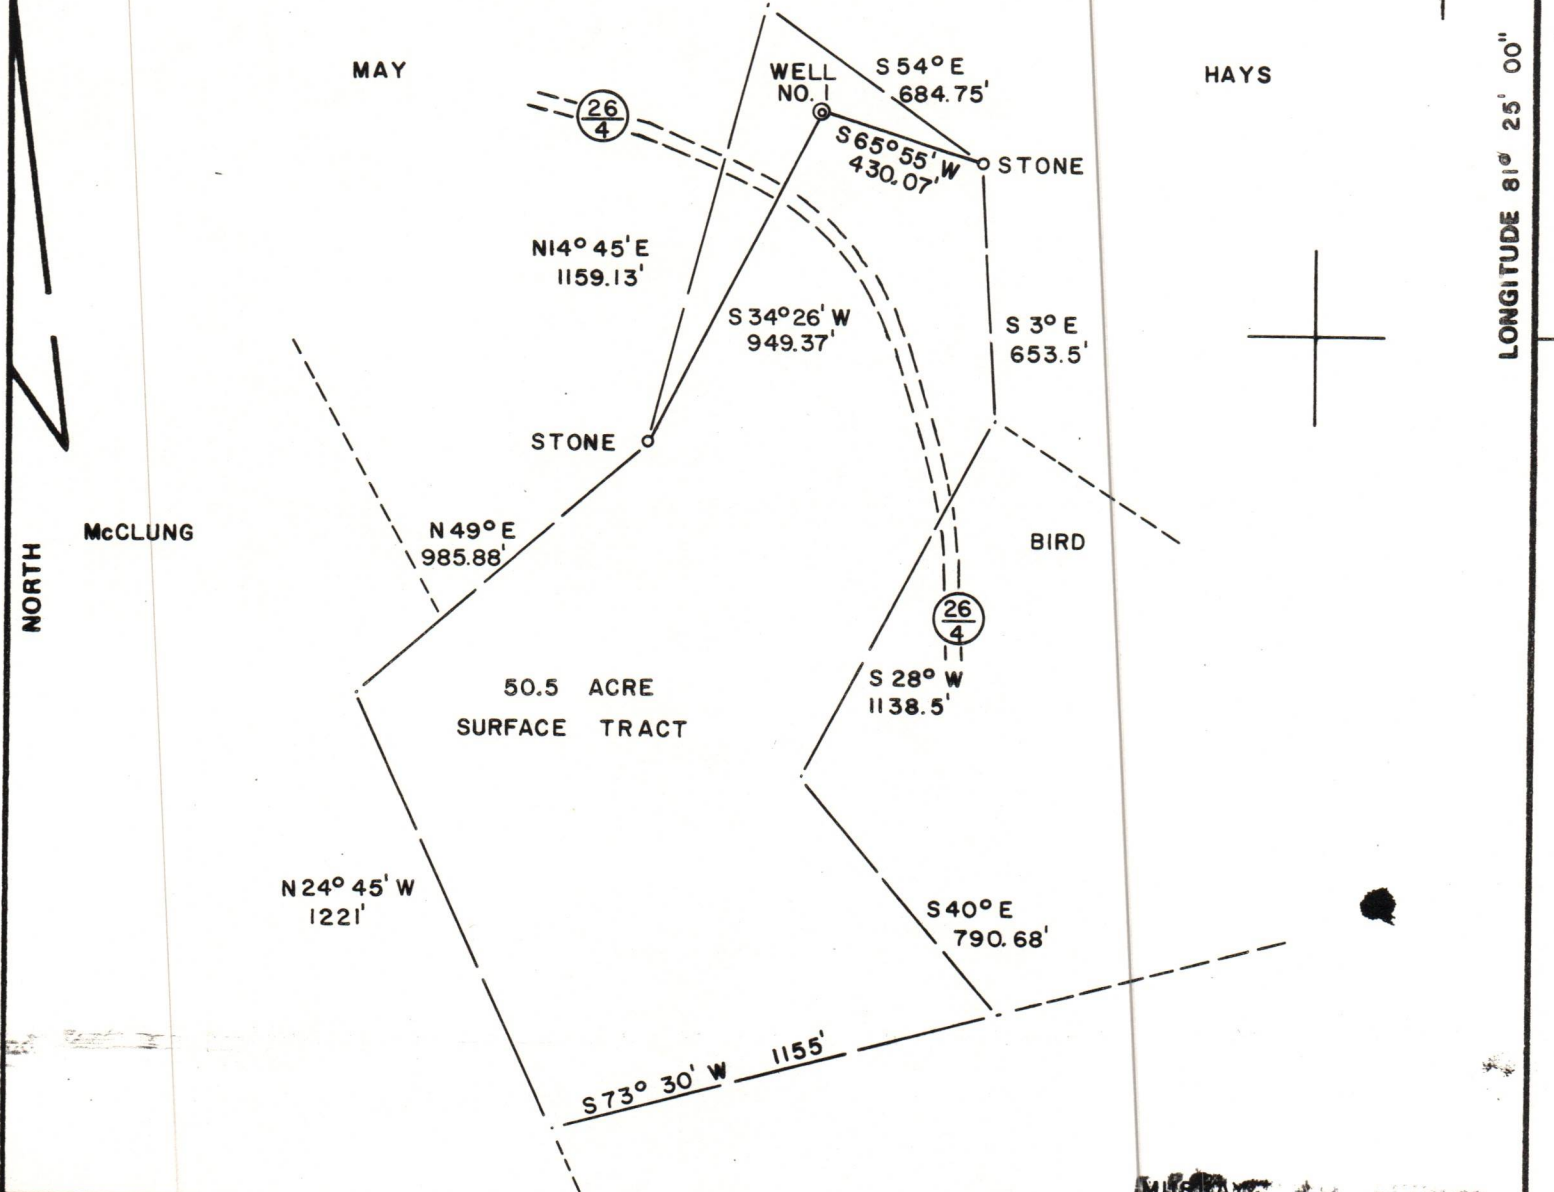 MAY
WELL
NO. 1
S 54° E
684.75'
HAYS
LONGITUDE 81° 25' 00"
26
4
S 65° 55' W
430.07'
STONE
N14° 45' E
1159.13'
S 34° 26' W
949.37'
S 3° E
653.5'
STONE
N 49° E
985.88'
McCLUNG
NORTH
BIRD
26
4
S 28° W
1138.5'
50.5 ACRE
SURFACE TRACT
N 24° 45' W
1221'
S 40° E
790.68'
S 73° 30' W 1155'